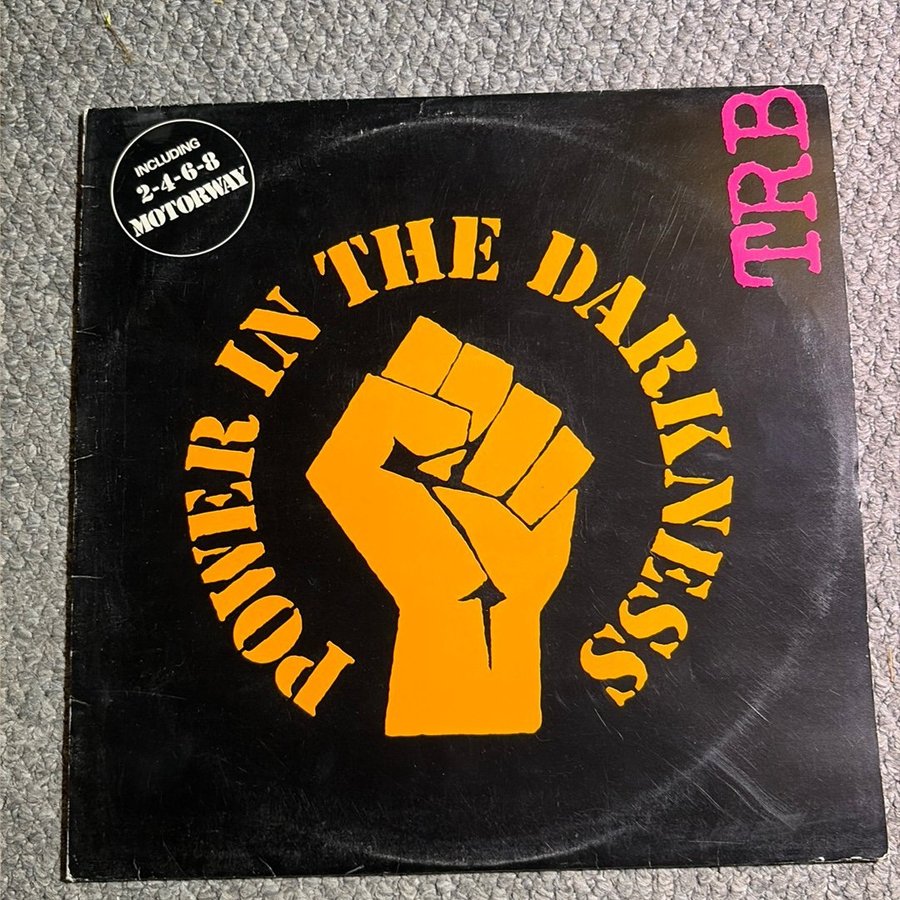 INCLUDING
2-4-6-8
MOTORWAY
TRB
POWER IN THE DARKNESS